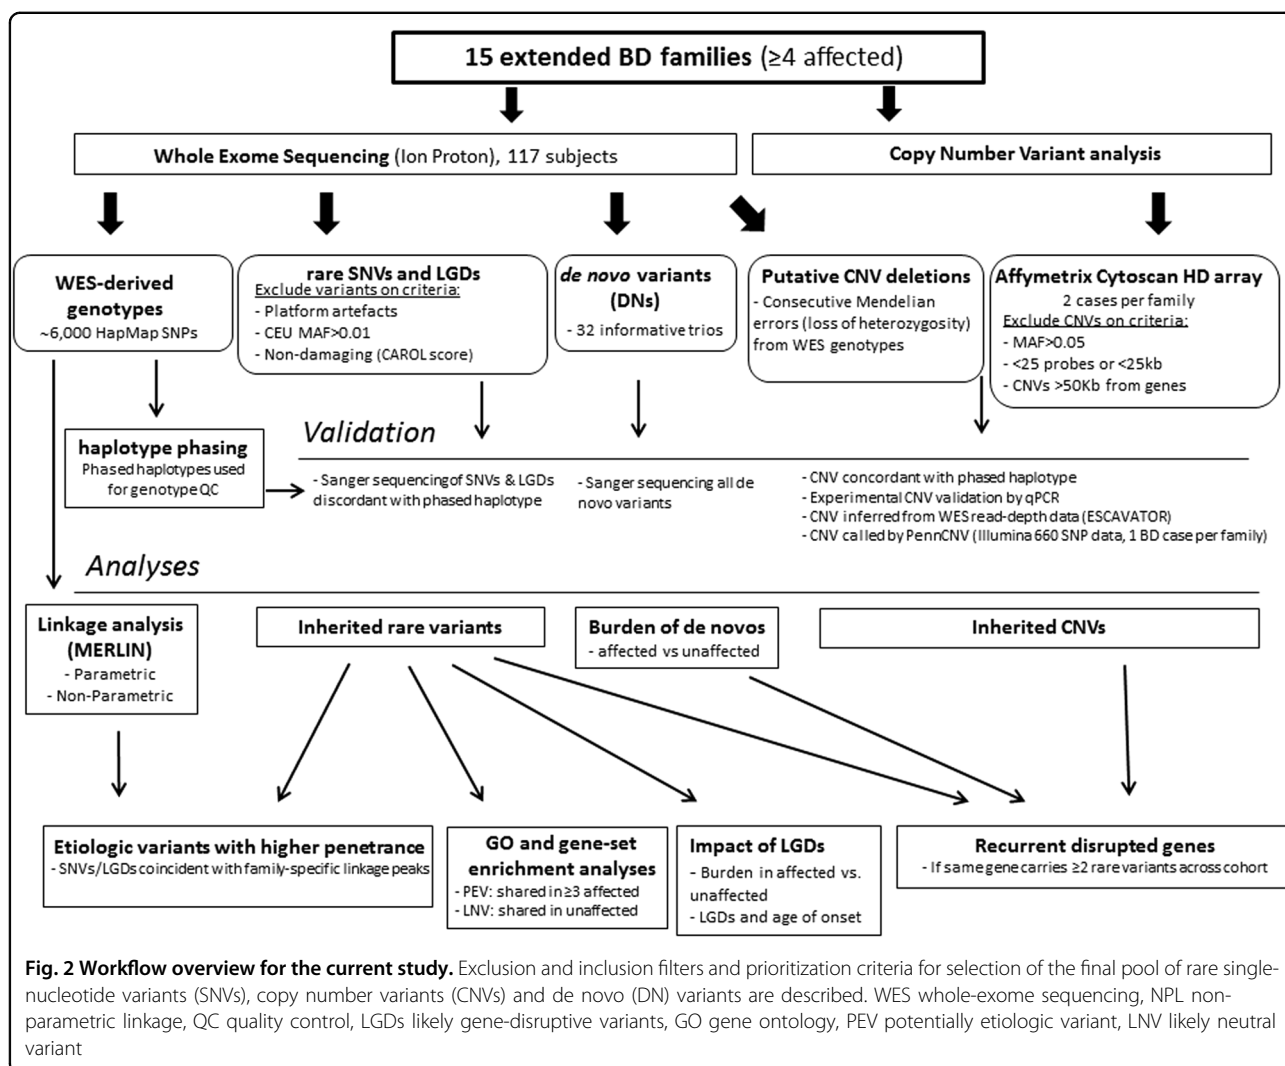 15 extended BD families (≥4 affected)
Whole Exome Sequencing (Ion Proton), 117 subjects
Copy Number Variant analysis
WES-derived
genotypes
~6,000 HapMap SNPs
rare SNVs and LGDs
Exclude variants on criteria:
- Platform artefacts
- CEU MAF>0.01
- Non-damaging (CAROL score)
de novo variants
(DNs)
- 32 informative trios
Putative CNV deletions
- Consecutive Mendelian
errors (loss of heterozygosity)
from WES genotypes
Affymetrix Cytoscan HD array
2 cases per family
Exclude CNVs on criteria:
- MAF>0.05
- <25 probes or <25kb
- CNVs >50Kb from genes
haplotype phasing
Phased haplotypes used
for genotype QC
Validation
- Sanger sequencing of SNVs & LGDs
discordant with phased haplotype
- Sanger sequencing all de
novo variants
- CNV concordant with phased haplotype
- Experimental CNV validation by qPCR
- CNV inferred from WES read-depth data (ESCAVATOR)
- CNV called by PennCNV (Illumina 660 SNP data, 1 BD case per family)
Analyses
Linkage analysis
(MERLIN)
- Parametric
- Non-Parametric
Inherited rare variants
Burden of de novos
- affected vs unaffected
Inherited CNVs
Etiologic variants with higher penetrance
- SNVs/LGDs coincident with family-specific linkage peaks
GO and gene-set
enrichment analyses
- PEV: shared in ≥3 affected
- LNV: shared in unaffected
Impact of LGDs
- Burden in affected vs.
unaffected
- LGDs and age of onset
Recurrent disrupted genes
- If same gene carries ≥2 rare variants across cohort
Fig. 2 Workflow overview for the current study. Exclusion and inclusion filters and prioritization criteria for selection of the final pool of rare single-
nucleotide variants (SNVs), copy number variants (CNVs) and de novo (DN) variants are described. WES whole-exome sequencing, NPL non-
parametric linkage, QC quality control, LGDs likely gene-disruptive variants, GO gene ontology, PEV potentially etiologic variant, LNV likely neutral
variant